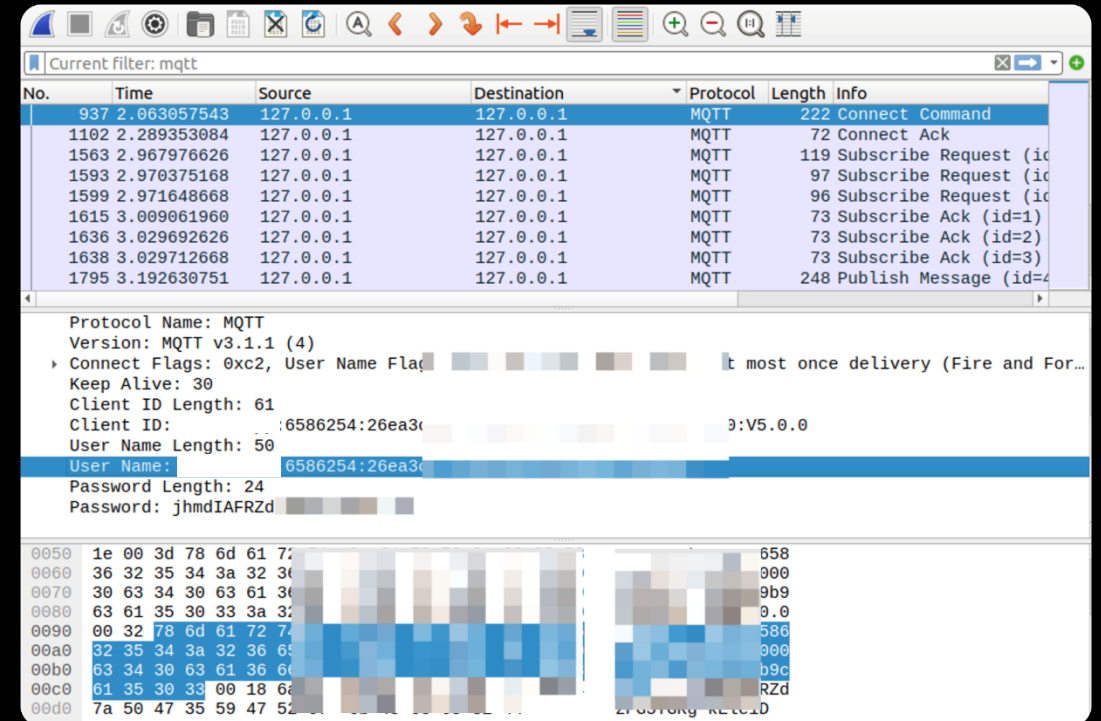 Current filter: mqtt
No. Time Source Destination Protocol Length Info
937 2.063057543 127.0.0.1 127.0.0.1 MQTT 222 Connect Command
1102 2.289353084 127.0.0.1 127.0.0.1 MQTT 72 Connect Ack
1563 2.967976626 127.0.0.1 127.0.0.1 MQTT 119 Subscribe Request (id
1593 2.970375168 127.0.0.1 127.0.0.1 MQTT 97 Subscribe Request (id
1599 2.971648668 127.0.0.1 127.0.0.1 MQTT 96 Subscribe Request (id
1615 3.009061960 127.0.0.1 127.0.0.1 MQTT 73 Subscribe Ack (id=1)
1636 3.029692626 127.0.0.1 127.0.0.1 MQTT 73 Subscribe Ack (id=2)
1638 3.029712668 127.0.0.1 127.0.0.1 MQTT 73 Subscribe Ack (id=3)
1795 3.192630751 127.0.0.1 127.0.0.1 MQTT 248 Publish Message (id=4
Protocol Name: MQTT
Version: MQTT v3.1.1 (4)
Connect Flags: 0xc2, User Name Flag t most once delivery (Fire and For…
Keep Alive: 30
Client ID Length: 61
Client ID: :6586254:26ea3 :V5.0.0
User Name Length: 50
User Name: 6586254:26ea3
Password Length: 24
Password: jhmdIAFRZd
0050 1e 00 3d 78 6d 61 72 658
0060 36 32 35 34 3a 32 36 000
0070 30 63 34 30 63 61 36 9b9
0080 63 61 35 30 33 3a 32 0.0
0090 00 32 78 6d 61 72 74 586
00a0 32 35 34 3a 32 36 65 000
00b0 63 34 30 63 61 36 66 b9c
00c0 61 35 30 33 00 18 6a RZd
00d0 7a 50 47 35 59 47 52